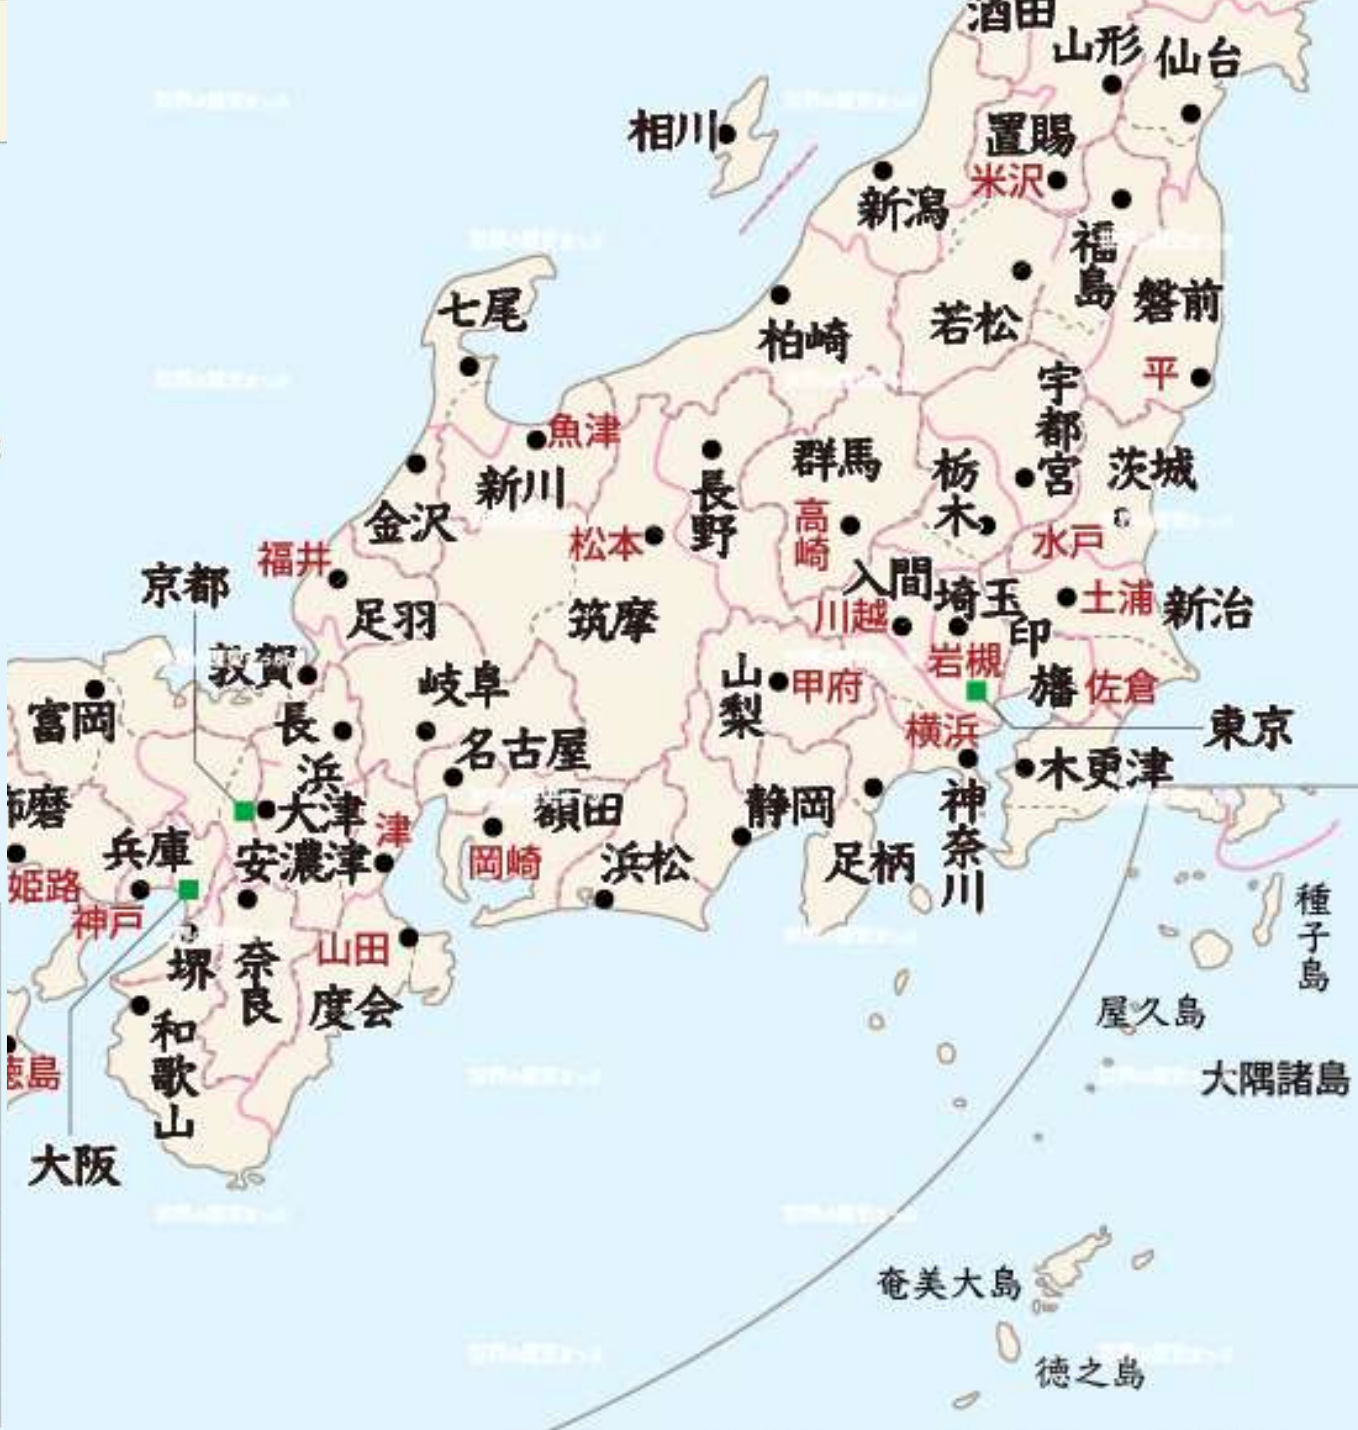 酒田
山形
仙台
相川
置賜
米沢
新潟
福島
若松
磐前
平
七尾
柏崎
宇都宮
魚津
新川
金沢
長野
群馬
高崎
栃木
茨城
水戸
松本
福井
京都
足羽
筑摩
入間
川越
埼玉
岩槻
土浦
新治
印旛
佐倉
敦賀
岐阜
山梨
甲府
横浜
東京
富岡
長浜
名古屋
額田
静岡
木更津
大津
津
兵庫
安濃津
岡崎
浜松
足柄
神奈川
姫路
神戸
堺
奈良
山田
度会
和歌山
徳島
大阪
種子島
屋久島
大隅諸島
奄美大島
徳之島